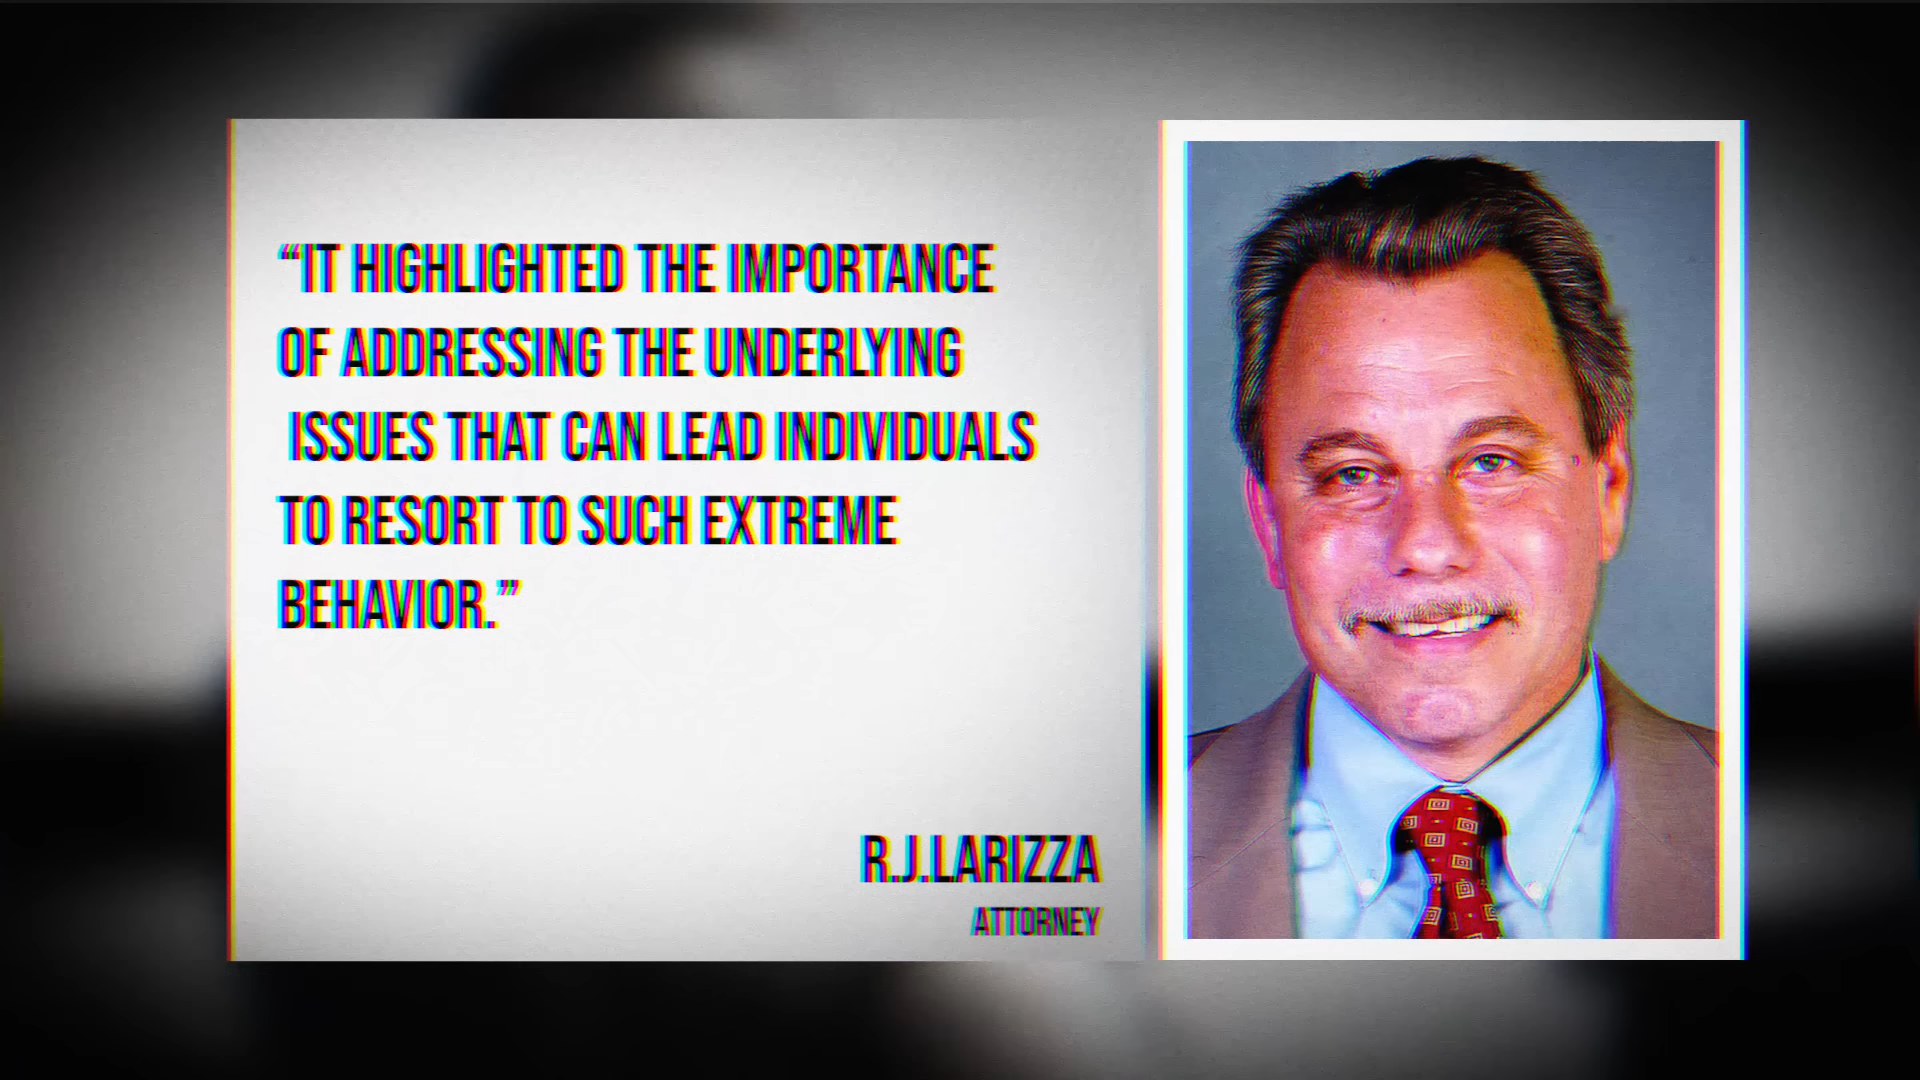 “IT HIGHLIGHTED THE IMPORTANCE
OF ADDRESSING THE UNDERLYING
ISSUES THAT CAN LEAD INDIVIDUALS
TO RESORT TO SUCH EXTREME
BEHAVIOR.”
R.J.LARIZZA
ATTORNEY